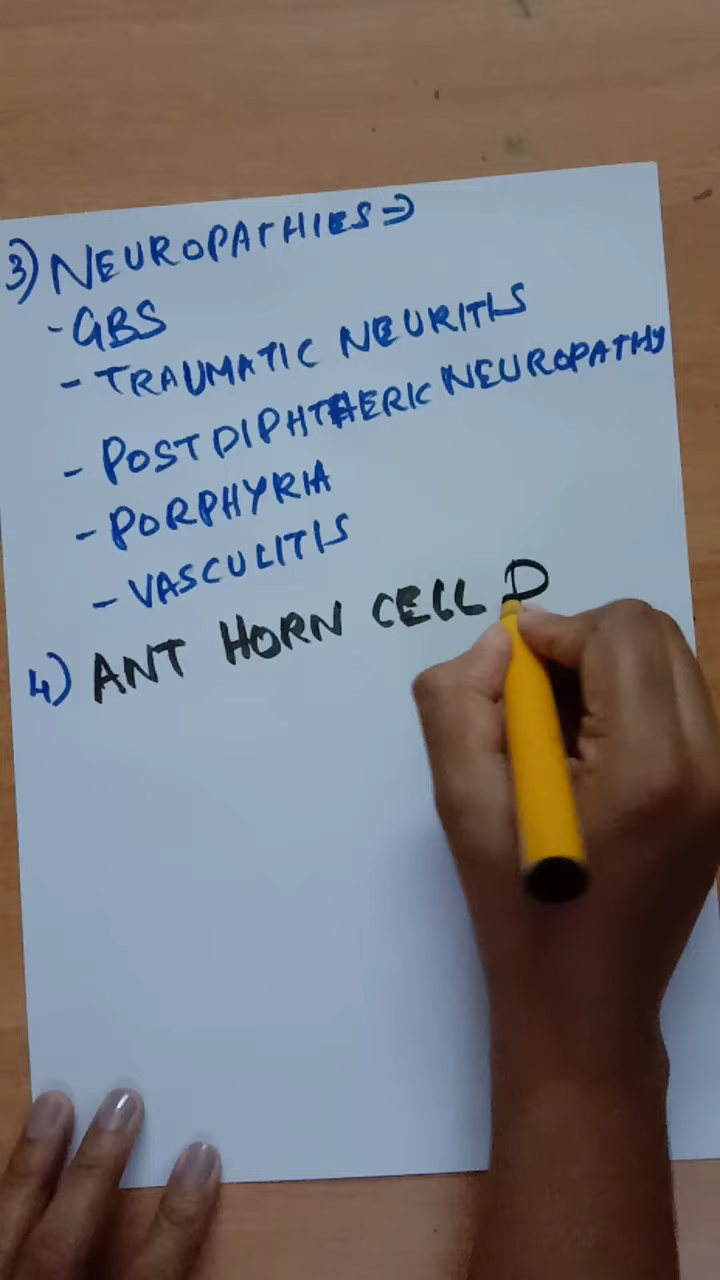 3) NEUROPATHIES ⇒
- GBS
- TRAUMATIC NEURITIS
- POST DIPHTHERIC NEUROPATHY
- PORPHYRIA
- VASCULITIS
4) ANT HORN CELL D